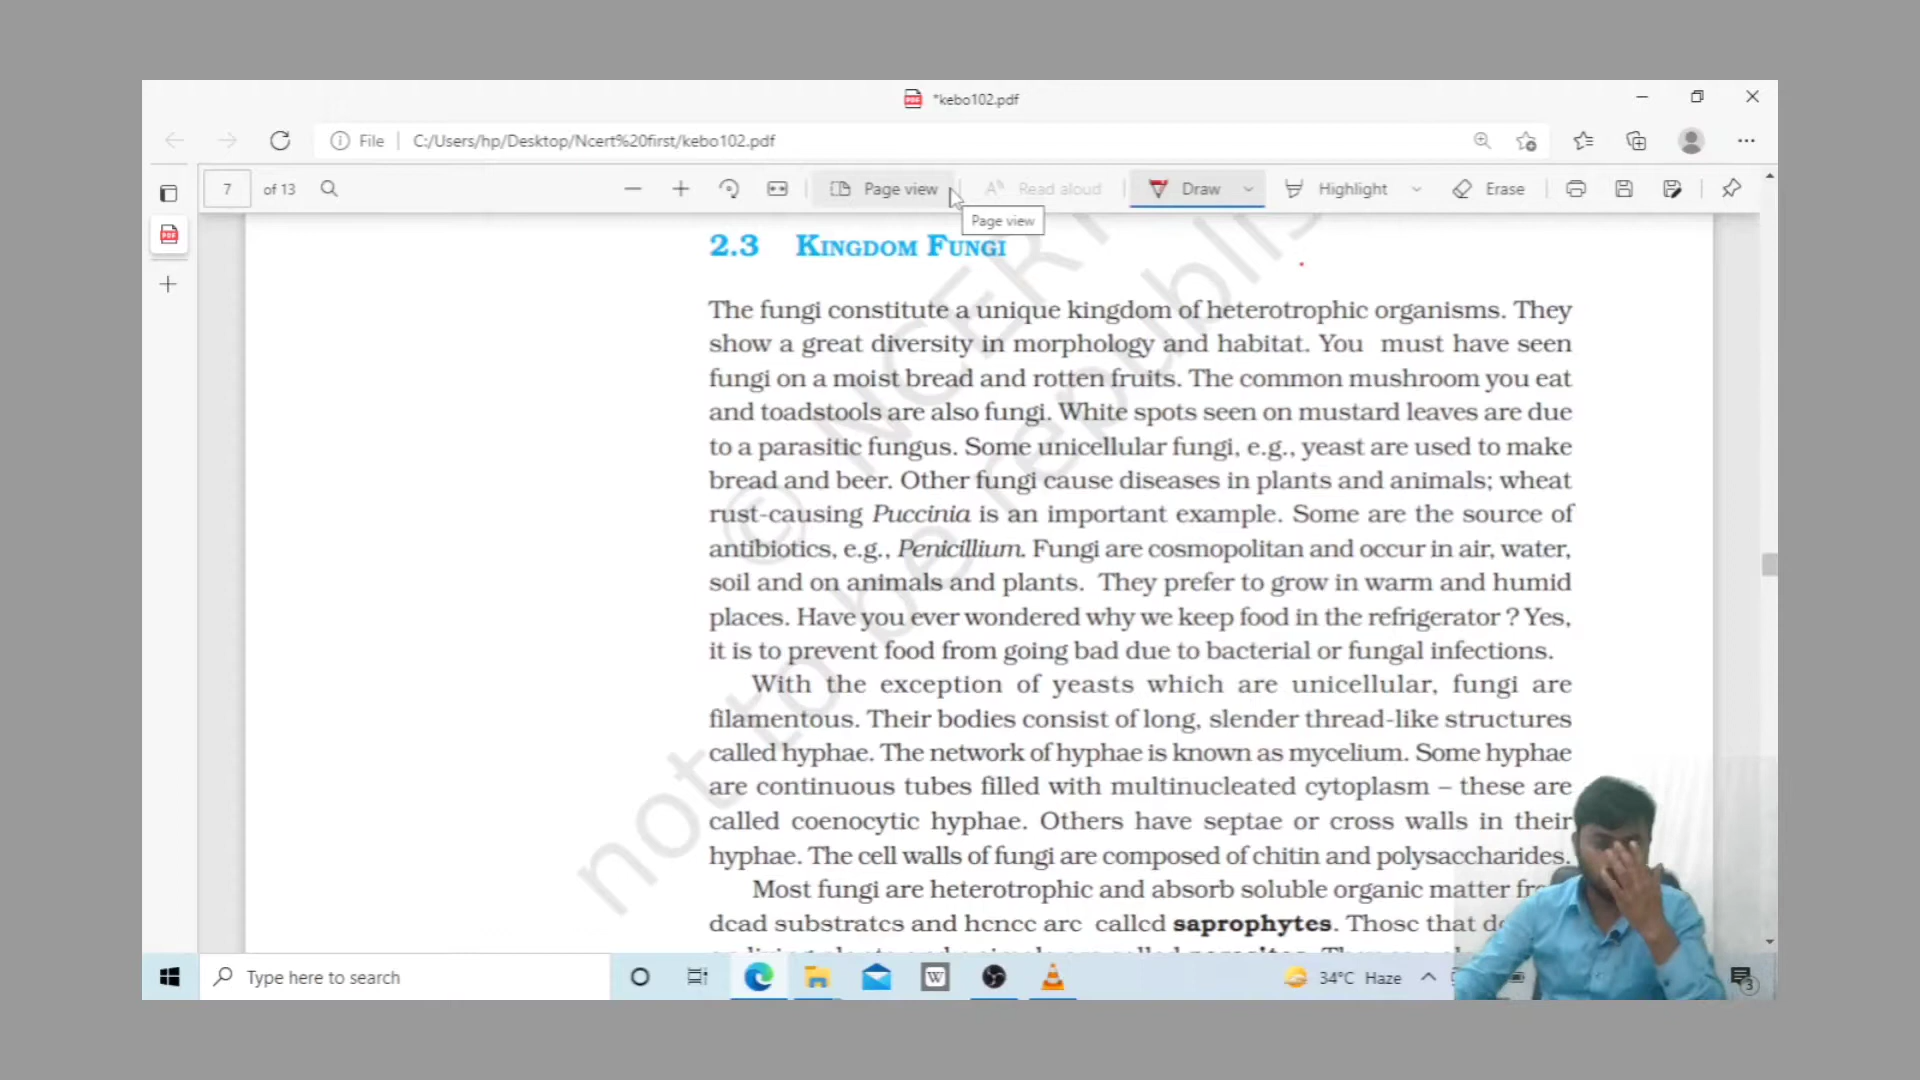 *kebo102.pdf
File C:/Users/hp/Desktop/Ncert%20first/kebo102.pdf
7 of 13 Page view Read aloud Draw Highlight Erase
Page view
2.3 KINGDOM FUNGI
The fungi constitute a unique kingdom of heterotrophic organisms. They
show a great diversity in morphology and habitat. You must have seen
fungi on a moist bread and rotten fruits. The common mushroom you eat
and toadstools are also fungi. White spots seen on mustard leaves are due
to a parasitic fungus. Some unicellular fungi, e.g., yeast are used to make
bread and beer. Other fungi cause diseases in plants and animals; wheat
rust-causing Puccinia is an important example. Some are the source of
antibiotics, e.g., Penicillium. Fungi are cosmopolitan and occur in air, water,
soil and on animals and plants. They prefer to grow in warm and humid
places. Have you ever wondered why we keep food in the refrigerator ? Yes,
it is to prevent food from going bad due to bacterial or fungal infections.
With the exception of yeasts which are unicellular, fungi are
filamentous. Their bodies consist of long, slender thread-like structures
called hyphae. The network of hyphae is known as mycelium. Some hyphae
are continuous tubes filled with multinucleated cytoplasm – these are
called coenocytic hyphae. Others have septae or cross walls in their
hyphae. The cell walls of fungi are composed of chitin and polysaccharides.
Most fungi are heterotrophic and absorb soluble organic matter
dead substrates and hence are called saprophytes. Those that
© NCERT
not to be republis
Type here to search
34°C Haze
3